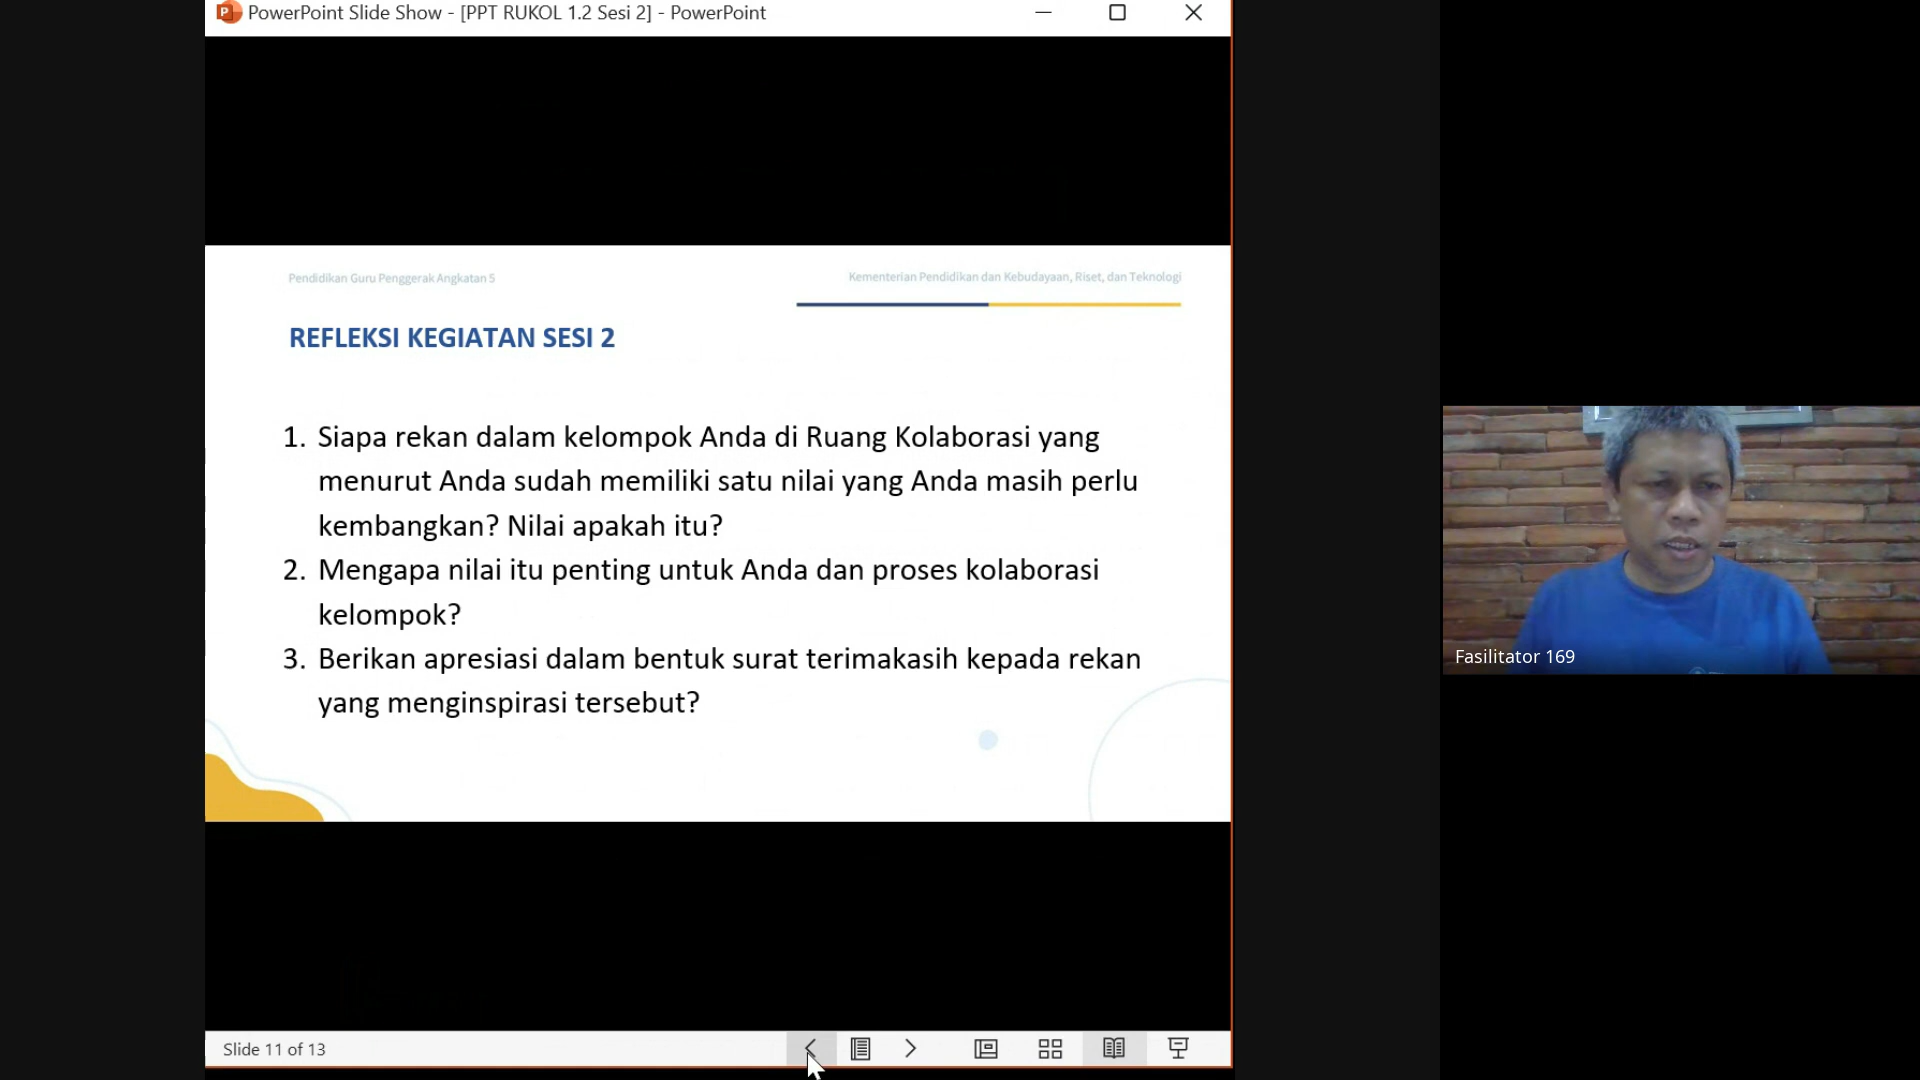 PowerPoint Slide Show - [PPT RUKOL 1.2 Sesi 2] - PowerPoint
Pendidikan Guru Penggerak Angkatan 5
Kementerian Pendidikan dan Kebudayaan, Riset, dan Teknologi
REFLEKSI KEGIATAN SESI 2
1. Siapa rekan dalam kelompok Anda di Ruang Kolaborasi yang
menurut Anda sudah memiliki satu nilai yang Anda masih perlu
kembangkan? Nilai apakah itu?
2. Mengapa nilai itu penting untuk Anda dan proses kolaborasi
kelompok?
3. Berikan apresiasi dalam bentuk surat terimakasih kepada rekan
yang menginspirasi tersebut?
Fasilitator 169
Slide 11 of 13